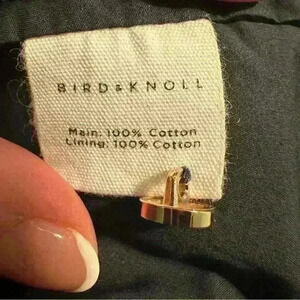 BIRD & KNOLL
Main: 100% Cotton
Lining: 100% Cotton